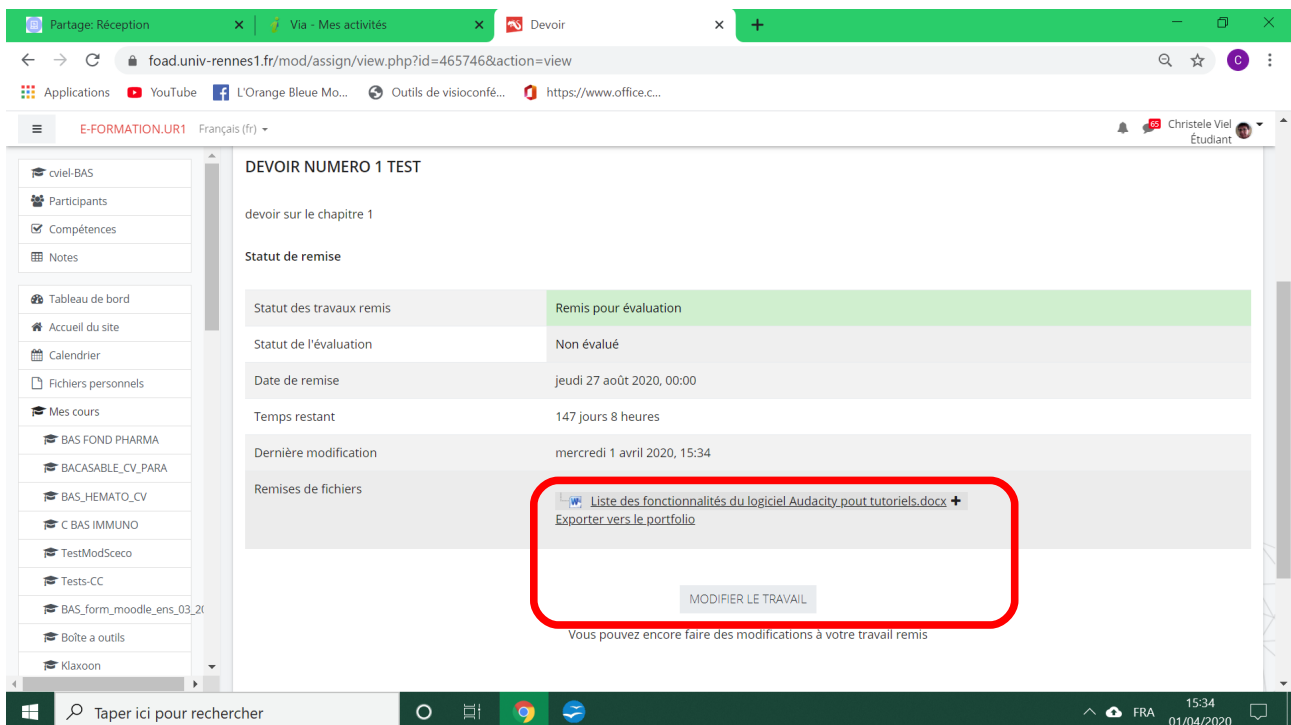 Partage: Réception
Via - Mes activités
Devoir
foad.univ-rennes1.fr/mod/assign/view.php?id=465746&action=view
C
Applications
YouTube
L'Orange Bleue Mo...
Outils de visioconfé...
https://www.office.c...
E-FORMATION.UR1
Français (fr)
65
Christele Viel
Étudiant
cviel-BAS
Participants
Compétences
Notes
Tableau de bord
Accueil du site
Calendrier
Fichiers personnels
Mes cours
BAS FOND PHARMA
BACASABLE_CV_PARA
BAS_HEMATO_CV
C BAS IMMUNO
TestModSceco
Tests-CC
BAS_form_moodle_ens_03_20
Boîte a outils
Klaxoon
DEVOIR NUMERO 1 TEST
devoir sur le chapitre 1
Statut de remise
Statut des travaux remis
Remis pour évaluation
Statut de l'évaluation
Non évalué
Date de remise
jeudi 27 août 2020, 00:00
Temps restant
147 jours 8 heures
Dernière modification
mercredi 1 avril 2020, 15:34
Remises de fichiers
Liste des fonctionnalités du logiciel Audacity pout tutoriels.docx
Exporter vers le portfolio
MODIFIER LE TRAVAIL
Vous pouvez encore faire des modifications à votre travail remis
Taper ici pour rechercher
FRA
15:34
01/04/2020